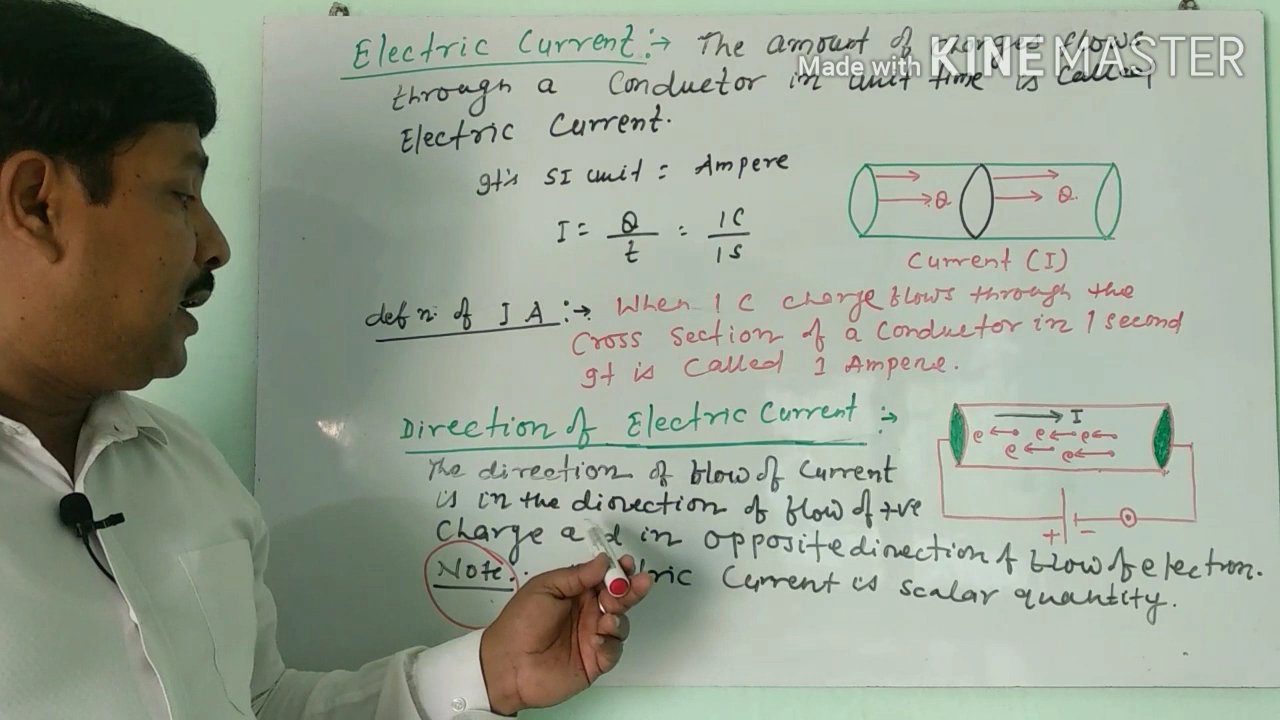 Electric Current :→ The amount of charge flows
Made with KINEMASTER
through a Conductor in unit time is called
Electric Current.
It's SI unit = Ampere
I = Q/t = 1C/1S
Q Q
Current (I)
defn. of 1 A :→ When 1 C charge flows through the
Cross section of a conductor in 1 second
It is Called 1 Ampere.
Direction of Electric Current :→
I
e e e
e e
The direction of flow of Current
is in the direction of flow of +ve
Charge in opposite direction of flow of electron.
+ −
Note: Current is scalar quantity.